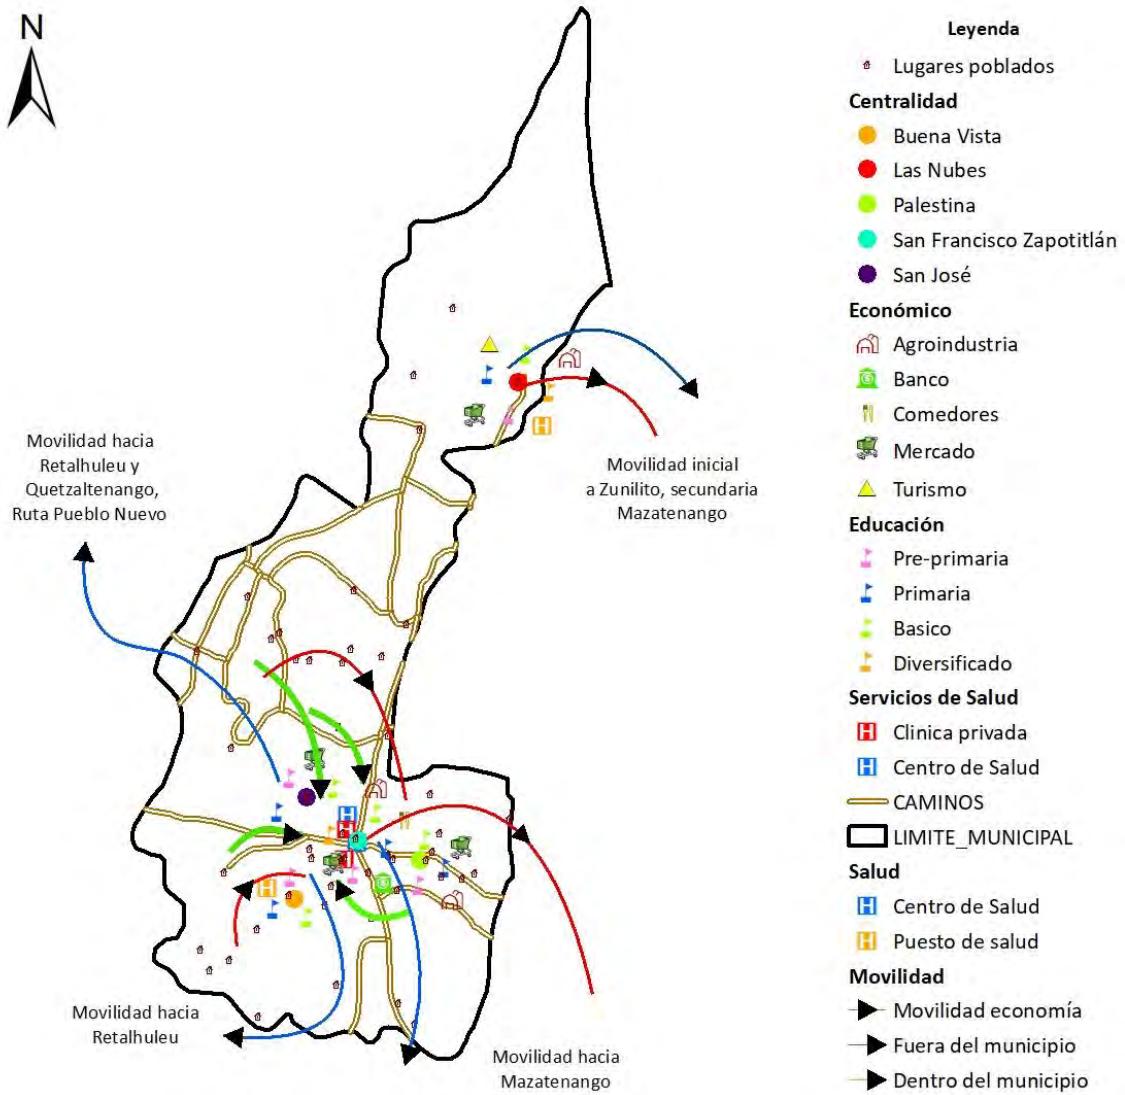 N
Movilidad hacia
Retalhuleu y
Quetzaltenango,
Ruta Pueblo Nuevo
Movilidad inicial
a Zunilito, secundaria
Mazatenango
Movilidad hacia
Retalhuleu
Movilidad hacia
Mazatenango
Leyenda
Lugares poblados
Centralidad
Buena Vista
Las Nubes
Palestina
San Francisco Zapotitlán
San José
Económico
Agroindustria
Banco
Comedores
Mercado
Turismo
Educación
Pre-primaria
Primaria
Basico
Diversificado
Servicios de Salud
Clinica privada
Centro de Salud
CAMINOS
LIMITE_MUNICIPAL
Salud
Centro de Salud
Puesto de salud
Movilidad
Movilidad economía
Fuera del municipio
Dentro del municipio